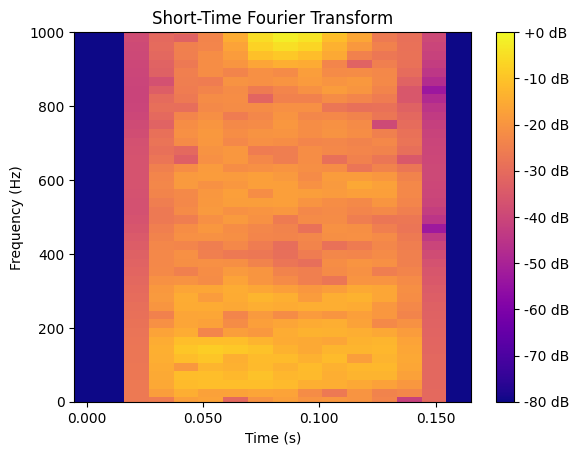 Short-Time Fourier Transform
1000
800
600
400
200
0
Frequency (Hz)
0.000
0.050
0.100
0.150
Time (s)
+0 dB
-10 dB
-20 dB
-30 dB
-40 dB
-50 dB
-60 dB
-70 dB
-80 dB